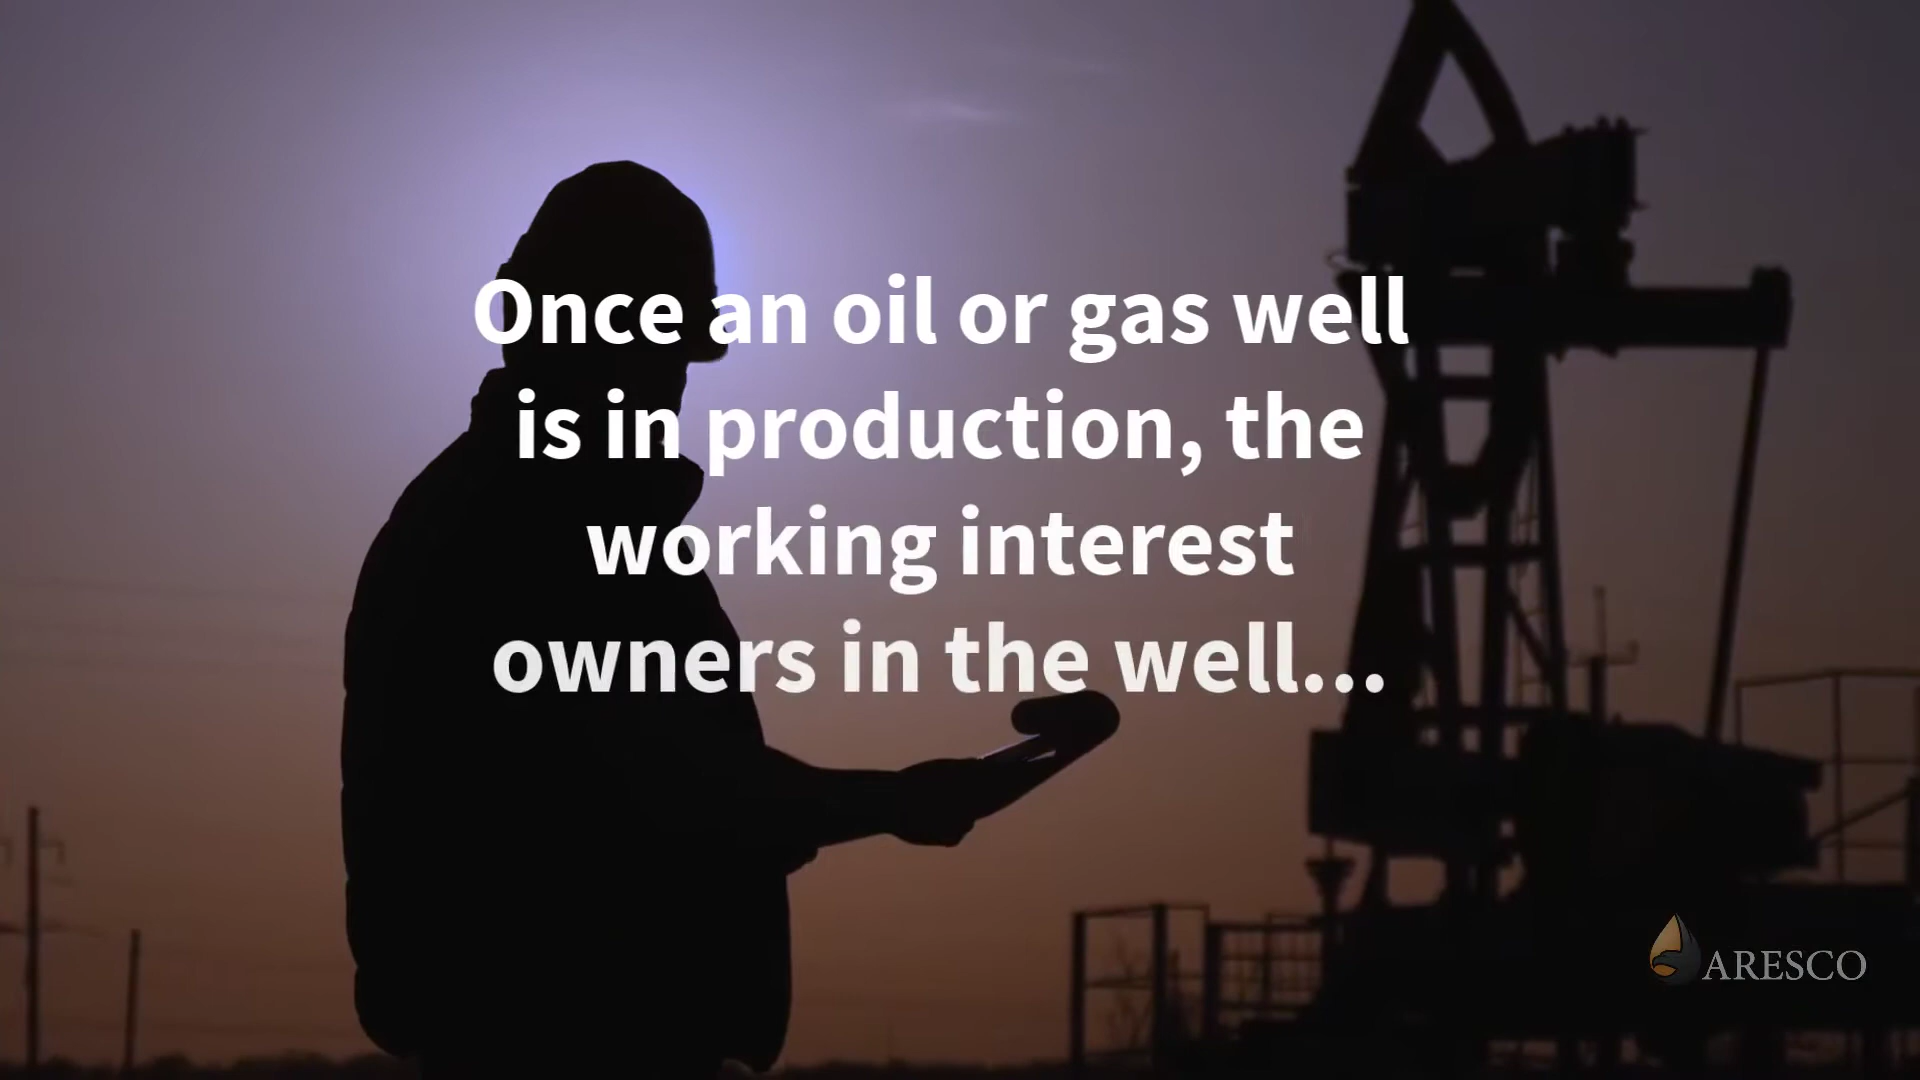 Once an oil or gas well
is in production, the
working interest
owners in the well...
ARESCO